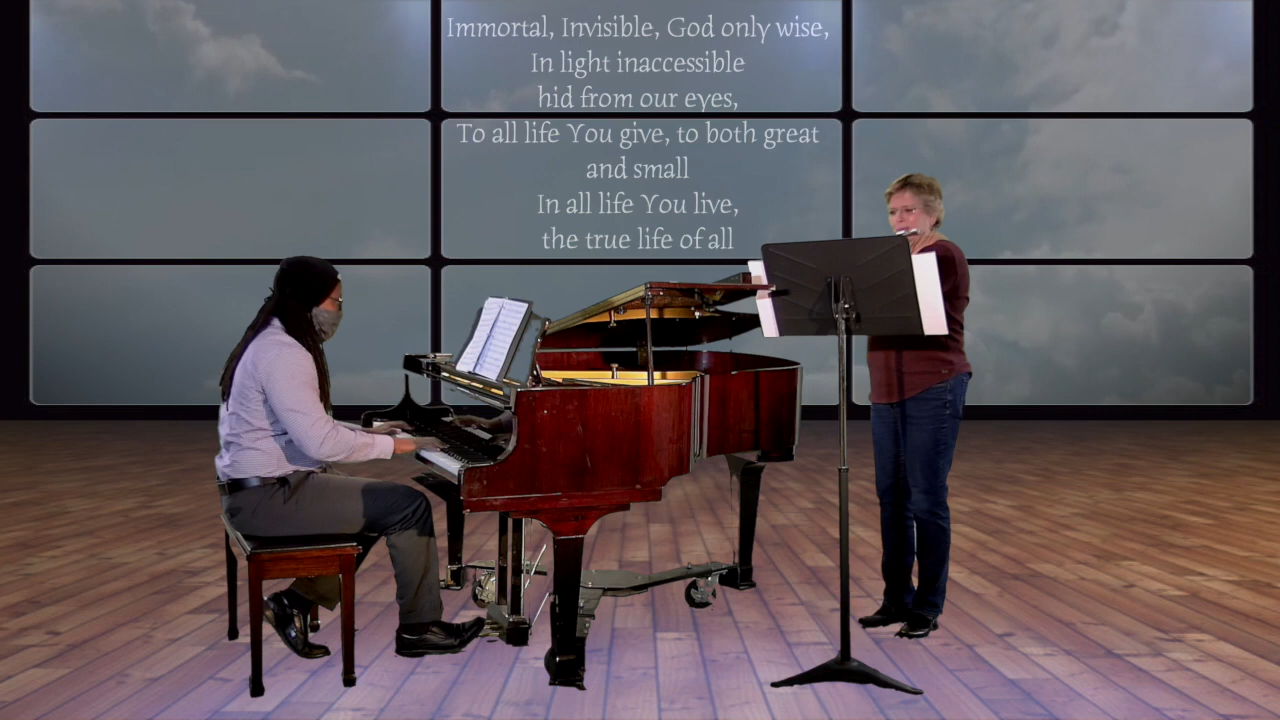 Immortal, Invisible, God only wise,
In light inaccessible
hid from our eyes,
To all life You give, to both great
and small
In all life You live,
the true life of all